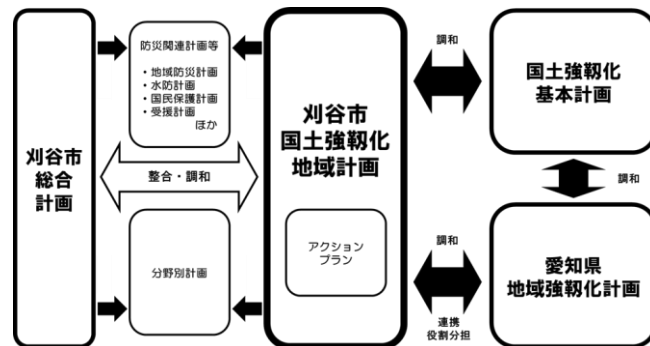 刈谷市
総合
計画
防災関連計画等
・地域防災計画
・水防計画
・国民保護計画
・受援計画
ほか
整合・調和
分野別計画
刈谷市
国土強靱化
地域計画
アクション
プラン
調和
国土強靱化
基本計画
調和
調和
連携
役割分担
愛知県
地域強靱化計画